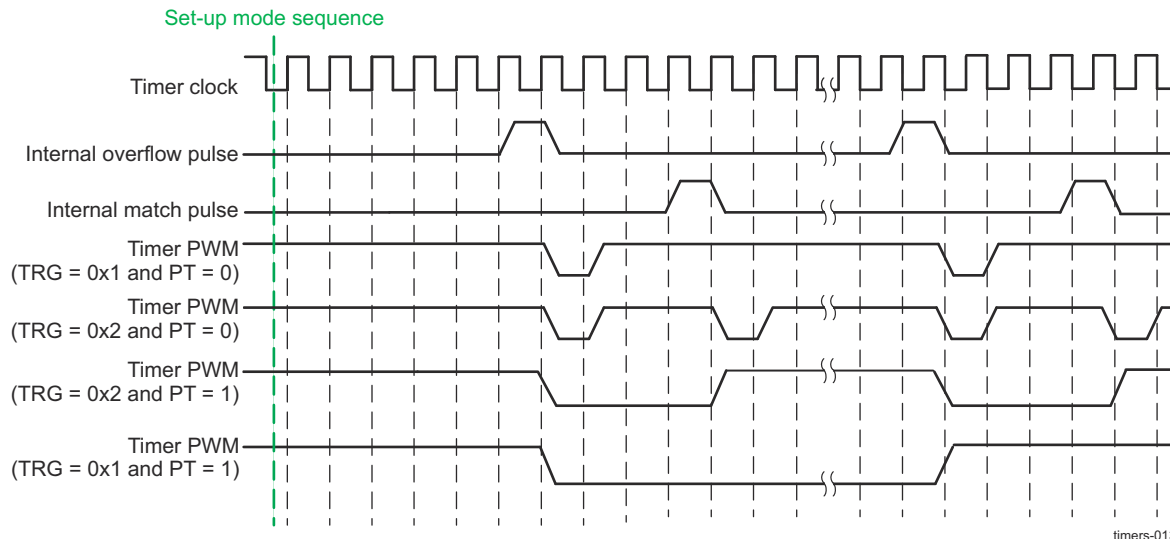 Set-up mode sequence
Timer clock
Internal overflow pulse
Internal match pulse
Timer PWM
(TRG = 0x1 and PT = 0)
Timer PWM
(TRG = 0x2 and PT = 0)
Timer PWM
(TRG = 0x2 and PT = 1)
Timer PWM
(TRG = 0x1 and PT = 1)